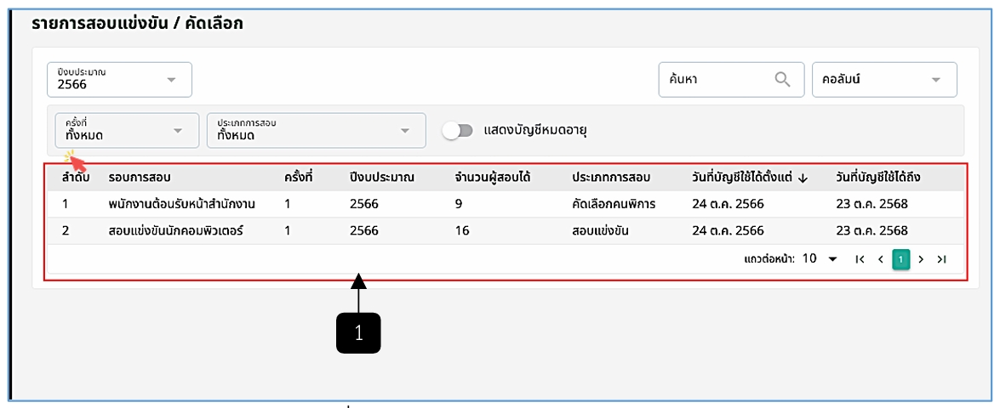 รายการสอบแข่งขัน / คัดเลือก
ปีงบประมาณ
2566
ค้นหา
คอลัมน์
ครั้งที่
ทั้งหมด
ประเภทการสอบ
ทั้งหมด
แสดงบัญชีหมดอายุ
ลำดับ รอบการสอบ ครั้งที่ ปีงบประมาณ จำนวนผู้สอบได้ ประเภทการสอบ วันที่บัญชีใช้ได้ตั้งแต่ วันที่บัญชีใช้ได้ถึง
1 พนักงานต้อนรับหน้าสำนักงาน 1 2566 9 คัดเลือกคนพิการ 24 ต.ค. 2566 23 ต.ค. 2568
2 สอบแข่งขันนักคอมพิวเตอร์ 1 2566 16 สอบแข่งขัน 24 ต.ค. 2566 23 ต.ค. 2568
แถวต่อหน้า: 10 1
1